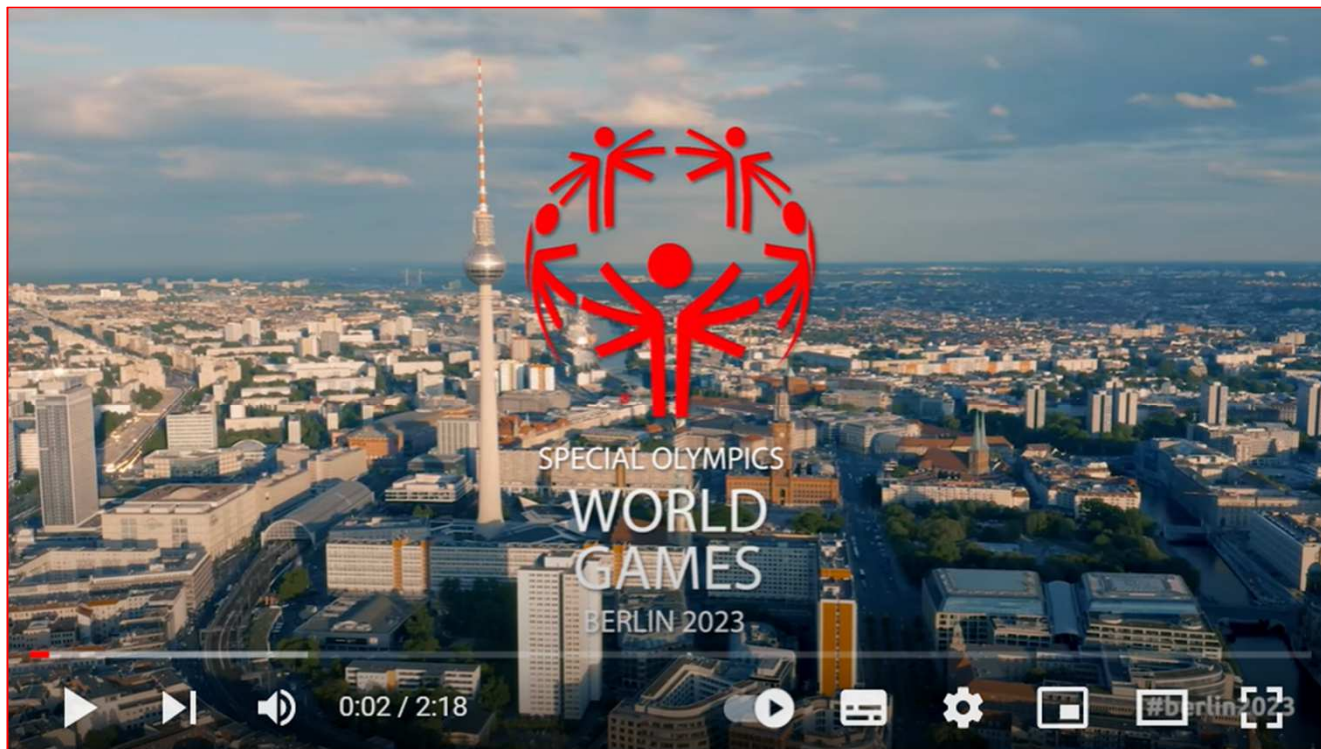 SPECIAL OLYMPICS
WORLD
GAMES
BERLIN 2023
0:02 / 2:18
#berlin2023